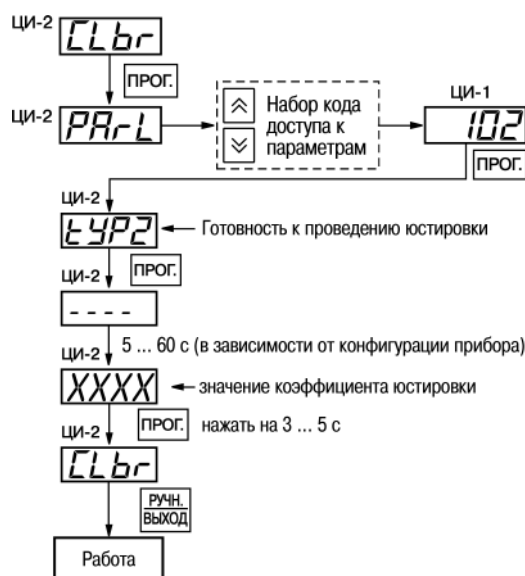 ЦИ-2
CLbr
ПРОГ.
ЦИ-2
PArL
Набор кода
доступа к
параметрам
ЦИ-1
102
ПРОГ.
ЦИ-2
tYP2
Готовность к проведению юстировки
ПРОГ.
ЦИ-2
- - - -
5 ... 60 с (в зависимости от конфигурации прибора)
ЦИ-2
XXXX
значение коэффициента юстировки
ПРОГ.
нажать на 3 ... 5 с
ЦИ-2
CLbr
РУЧН.
ВЫХОД
Работа